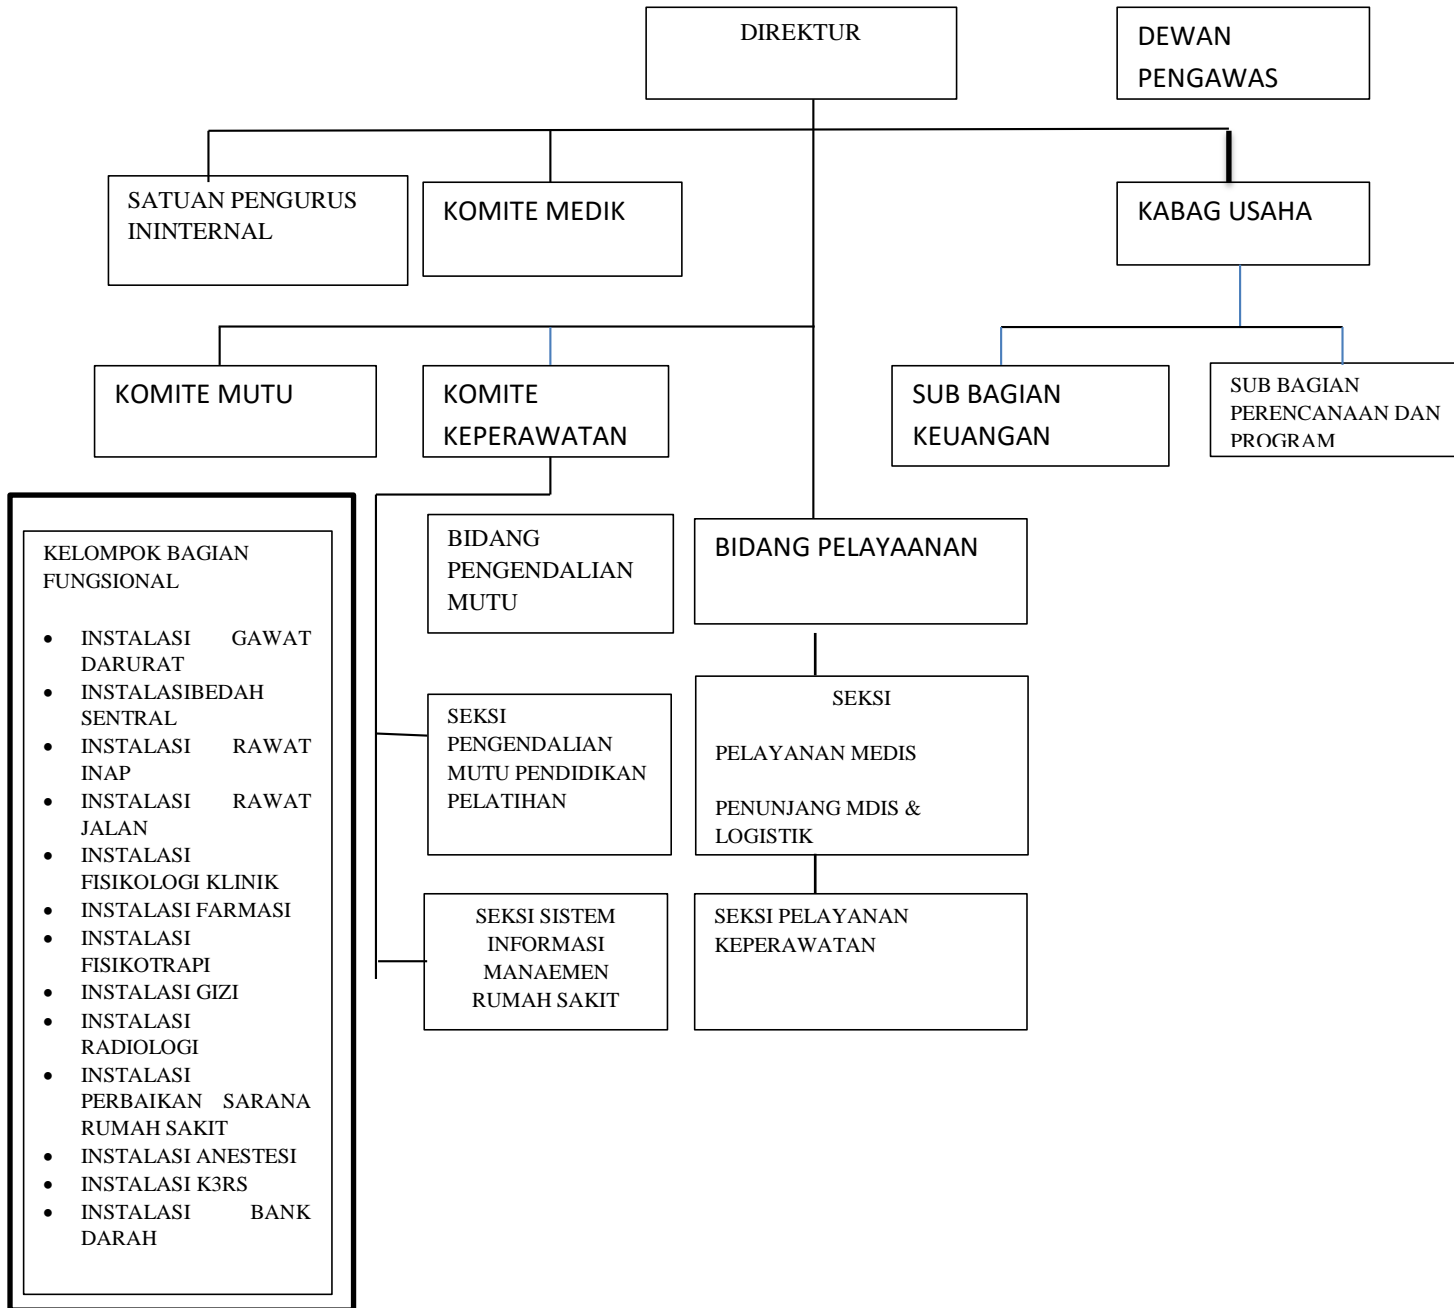 DIREKTUR
DEWAN
PENGAWAS
SATUAN PENGURUS
ININTERNAL
KOMITE MEDIK
KABAG USAHA
KOMITE MUTU
KOMITE
KEPERAWATAN
SUB BAGIAN
KEUANGAN
SUB BAGIAN
PERENCANAAN DAN
PROGRAM
KELOMPOK BAGIAN
FUNGSIONAL
• INSTALASI GAWAT
DARURAT
• INSTALASIBEDAH
SENTRAL
• INSTALASI RAWAT
INAP
• INSTALASI RAWAT
JALAN
• INSTALASI
FISIKOLOGI KLINIK
• INSTALASI FARMASI
• INSTALASI
FISIKOTRAPI
• INSTALASI GIZI
• INSTALASI
RADIOLOGI
• INSTALASI
PERBAIKAN SARANA
RUMAH SAKIT
• INSTALASI ANESTESI
• INSTALASI K3RS
• INSTALASI BANK
DARAH
BIDANG
PENGENDALIAN
MUTU
BIDANG PELAYAANAN
SEKSI
PENGENDALIAN
MUTU PENDIDIKAN
PELATIHAN
SEKSI
PELAYANAN MEDIS
PENUNJANG MDIS &
LOGISTIK
SEKSI SISTEM
INFORMASI
MANAEMEN
RUMAH SAKIT
SEKSI PELAYANAN
KEPERAWATAN